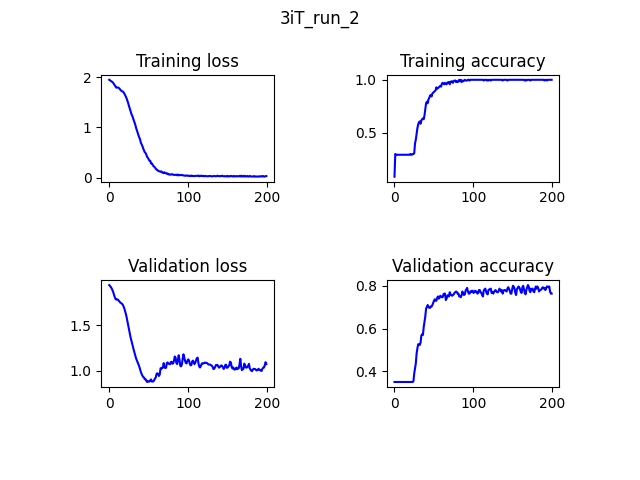 3iT_run_2
Training loss
Training accuracy
2
1
0
0 100 200
1.0
0.5
0 100 200
Validation loss
Validation accuracy
1.5
1.0
0 100 200
0.8
0.6
0.4
0 100 200